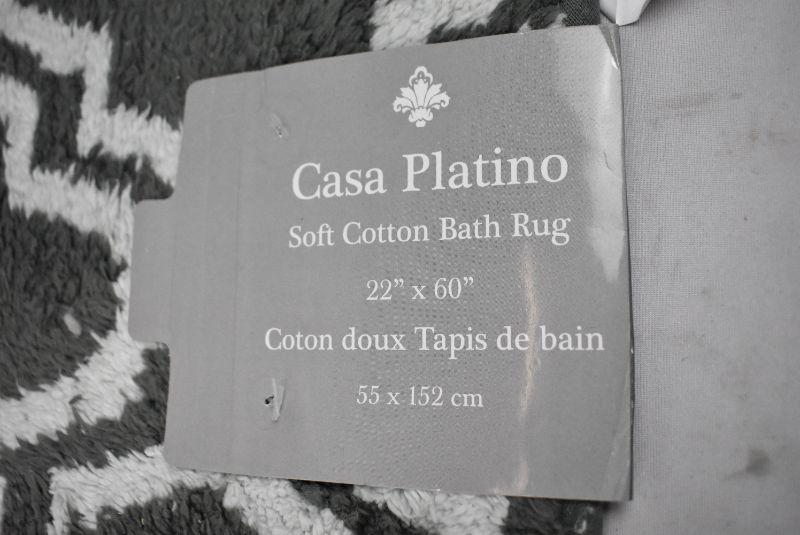 Casa Platino
Soft Cotton Bath Rug
22” x 60”
Coton doux Tapis de bain
55 x 152 cm